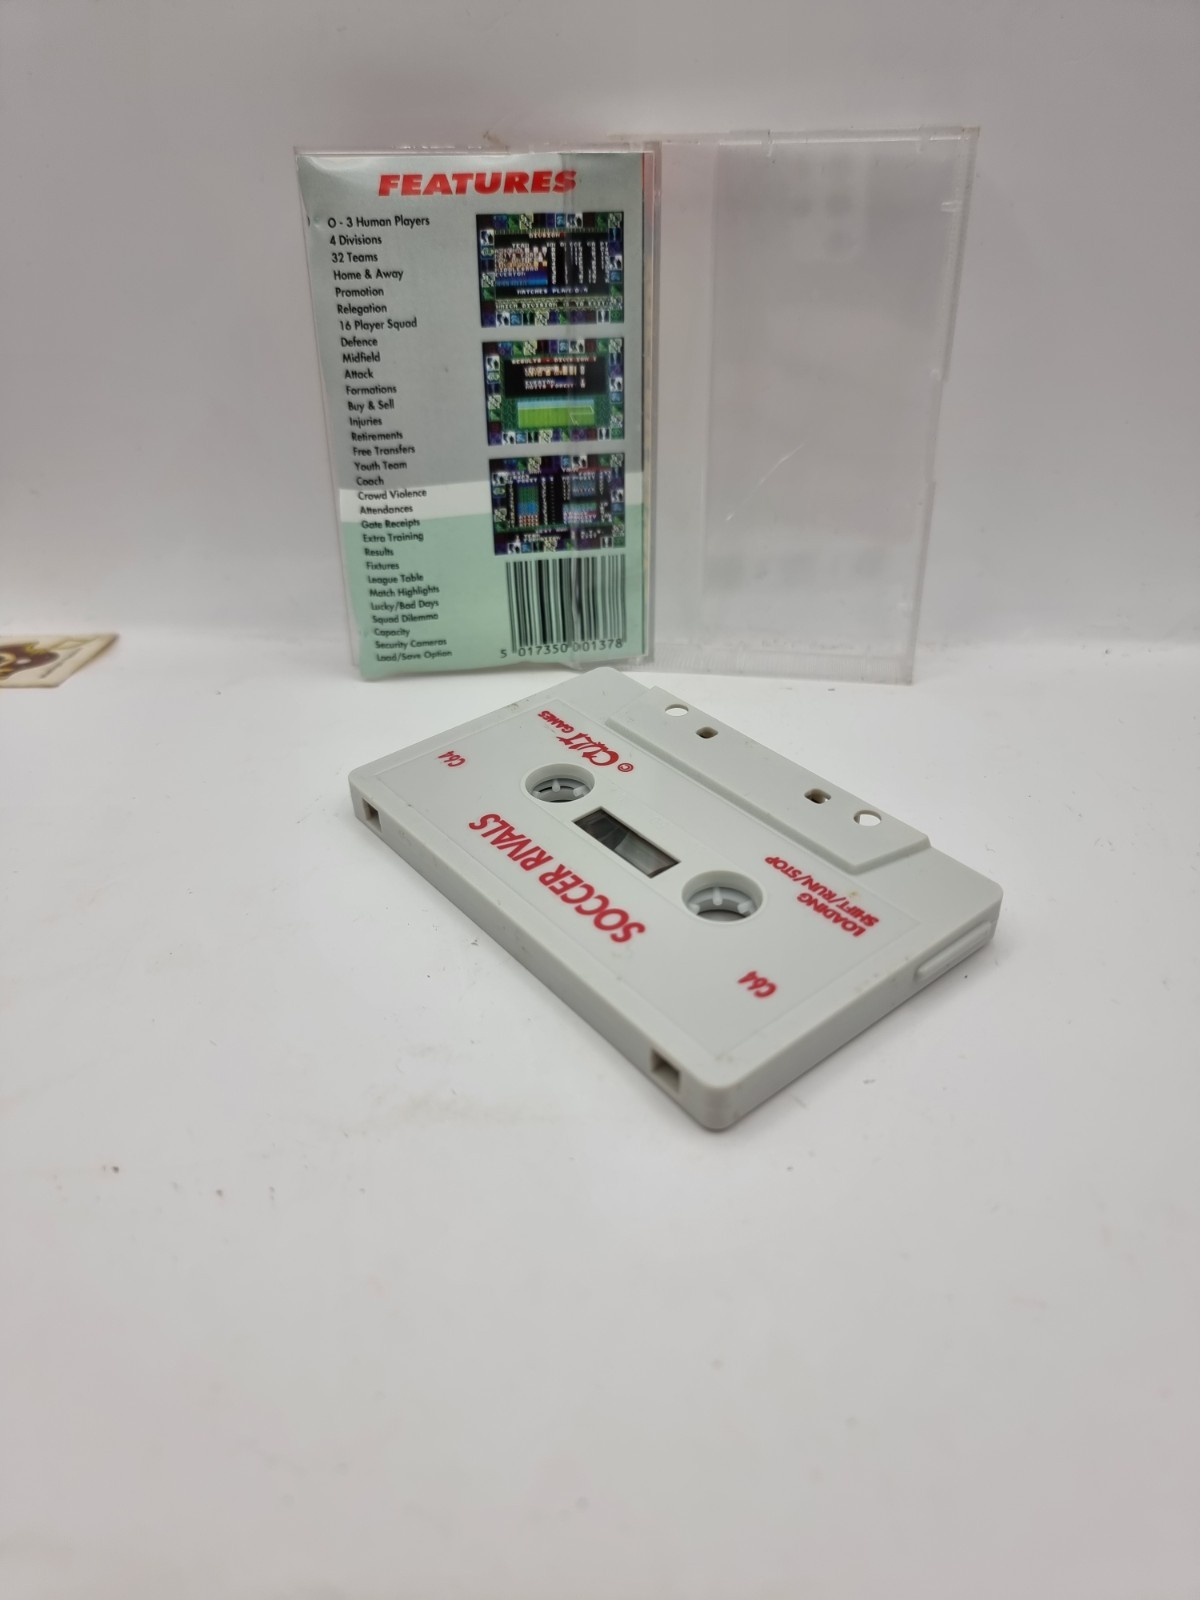 FEATURES
O - 3 Human Players
4 Divisions
32 Teams
Home & Away
Promotion
Relegation
16 Player Squad
Defence
Midfield
Attack
Formations
Buy & Sell
Injuries
Retirements
Free Transfers
Youth Team
Coach
Crowd Violence
Attendances
Gate Receipts
Extra Training
Results
Fixtures
League Table
Match Highlights
Lucky/Bad Days
Squad Dilemma
Capacity
Security Cameras
Load/Save Option
5 017350 001378
© CULT GAMES
C64
SOCCER RIVALS
LOADING
SHIFT/RUN/STOP
C64